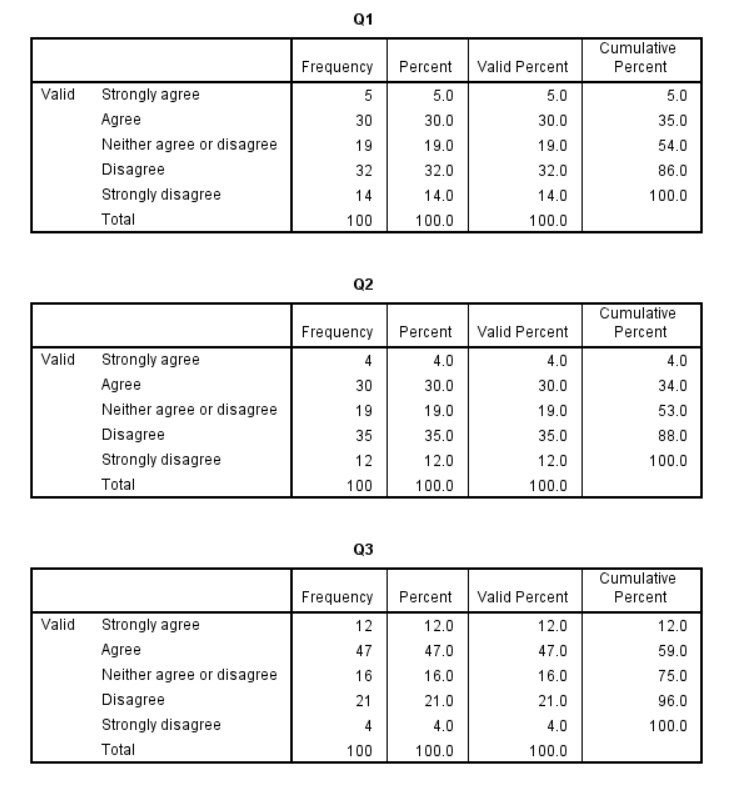 Q1
Frequency Percent Valid Percent Cumulative Percent
Valid Strongly agree 5 5.0 5.0 5.0
Agree 30 30.0 30.0 35.0
Neither agree or disagree 19 19.0 19.0 54.0
Disagree 32 32.0 32.0 86.0
Strongly disagree 14 14.0 14.0 100.0
Total 100 100.0 100.0
Q2
Frequency Percent Valid Percent Cumulative Percent
Valid Strongly agree 4 4.0 4.0 4.0
Agree 30 30.0 30.0 34.0
Neither agree or disagree 19 19.0 19.0 53.0
Disagree 35 35.0 35.0 88.0
Strongly disagree 12 12.0 12.0 100.0
Total 100 100.0 100.0
Q3
Frequency Percent Valid Percent Cumulative Percent
Valid Strongly agree 12 12.0 12.0 12.0
Agree 47 47.0 47.0 59.0
Neither agree or disagree 16 16.0 16.0 75.0
Disagree 21 21.0 21.0 96.0
Strongly disagree 4 4.0 4.0 100.0
Total 100 100.0 100.0